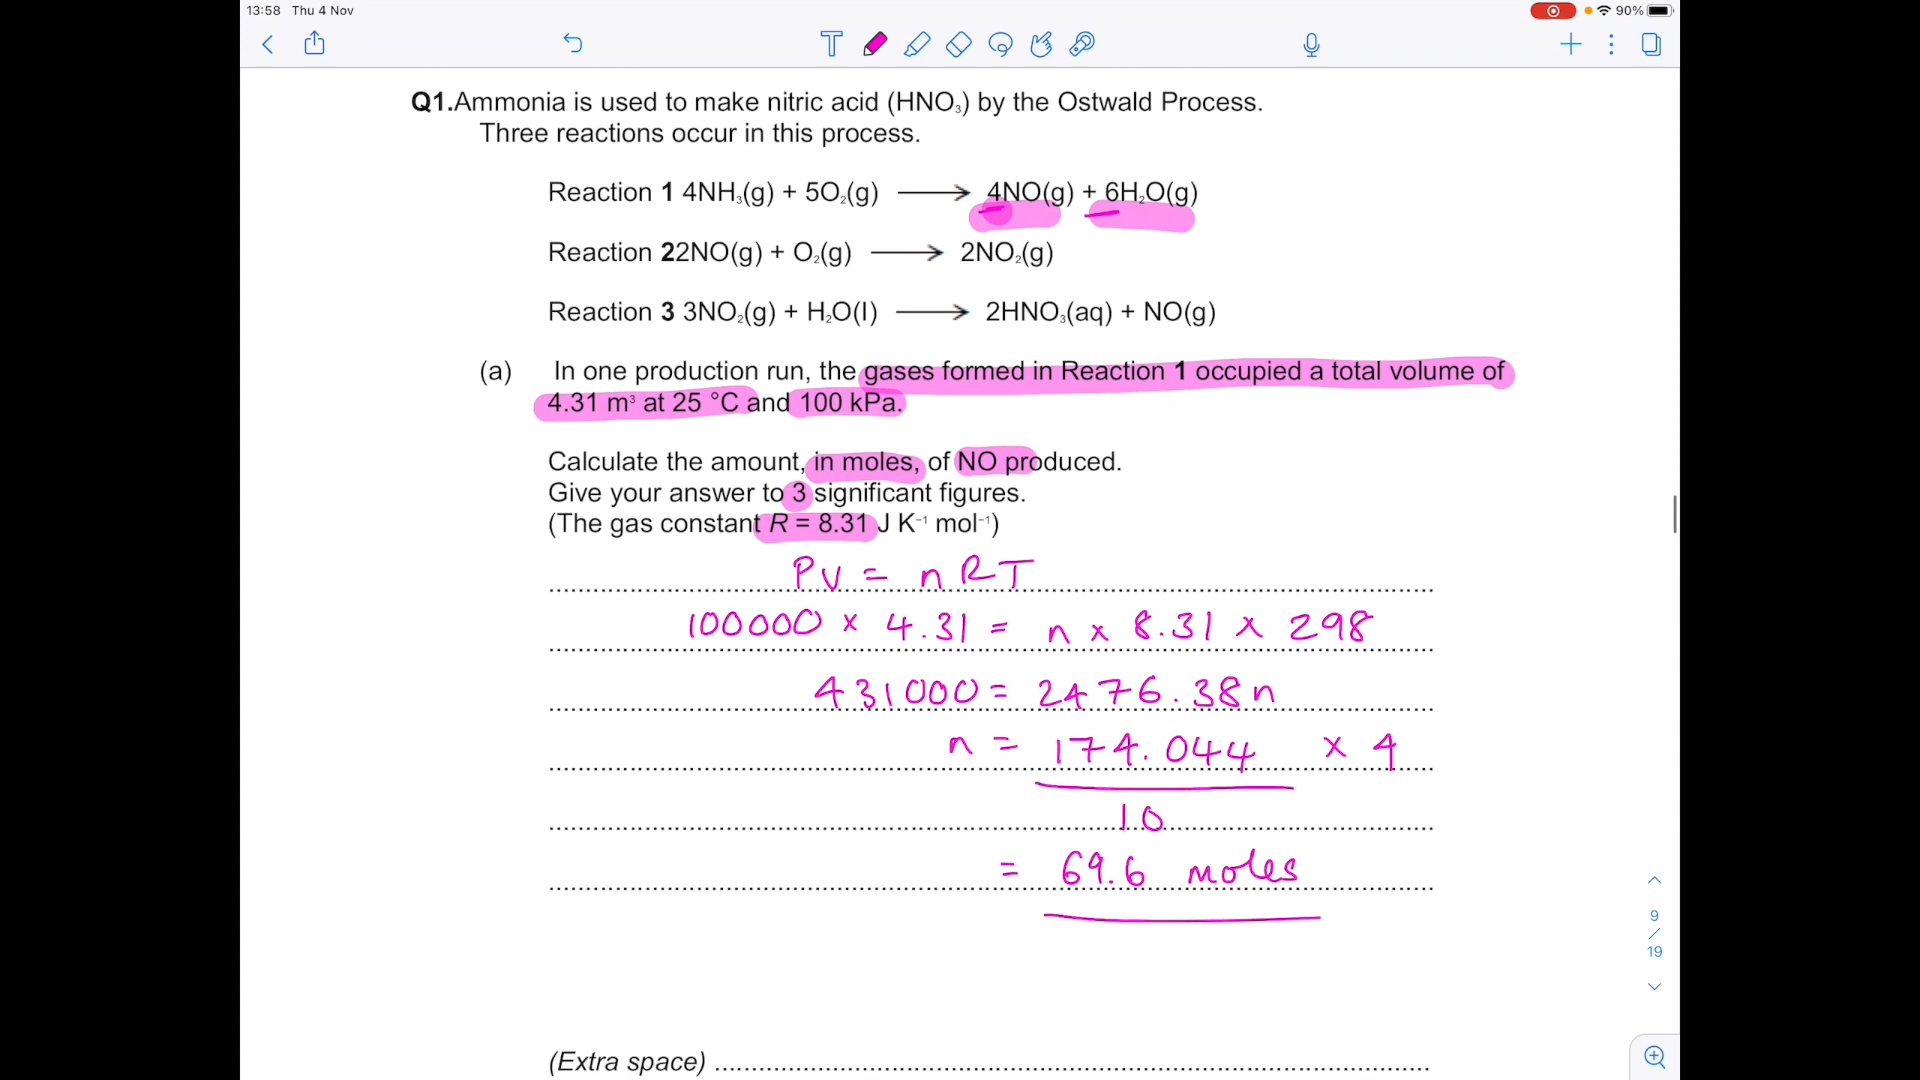 13:58 Thu 4 Nov
90%
Q1.Ammonia is used to make nitric acid (HNO₃) by the Ostwald Process.
Three reactions occur in this process.
Reaction 1 4NH₃(g) + 5O₂(g) ⟶ 4NO(g) + 6H₂O(g)
Reaction 22NO(g) + O₂(g) ⟶ 2NO₂(g)
Reaction 3 3NO₂(g) + H₂O(l) ⟶ 2HNO₃(aq) + NO(g)
(a) In one production run, the gases formed in Reaction 1 occupied a total volume of
4.31 m³ at 25 °C and 100 kPa.
Calculate the amount, in moles, of NO produced.
Give your answer to 3 significant figures.
(The gas constant R = 8.31 J K⁻¹ mol⁻¹)
PV = nRT
100000 × 4.31 = n × 8.31 × 298
431000 = 2476.38n
n = 174.044 × 4
10
= 69.6 moles
9
/
19
(Extra space) ........................................................................................